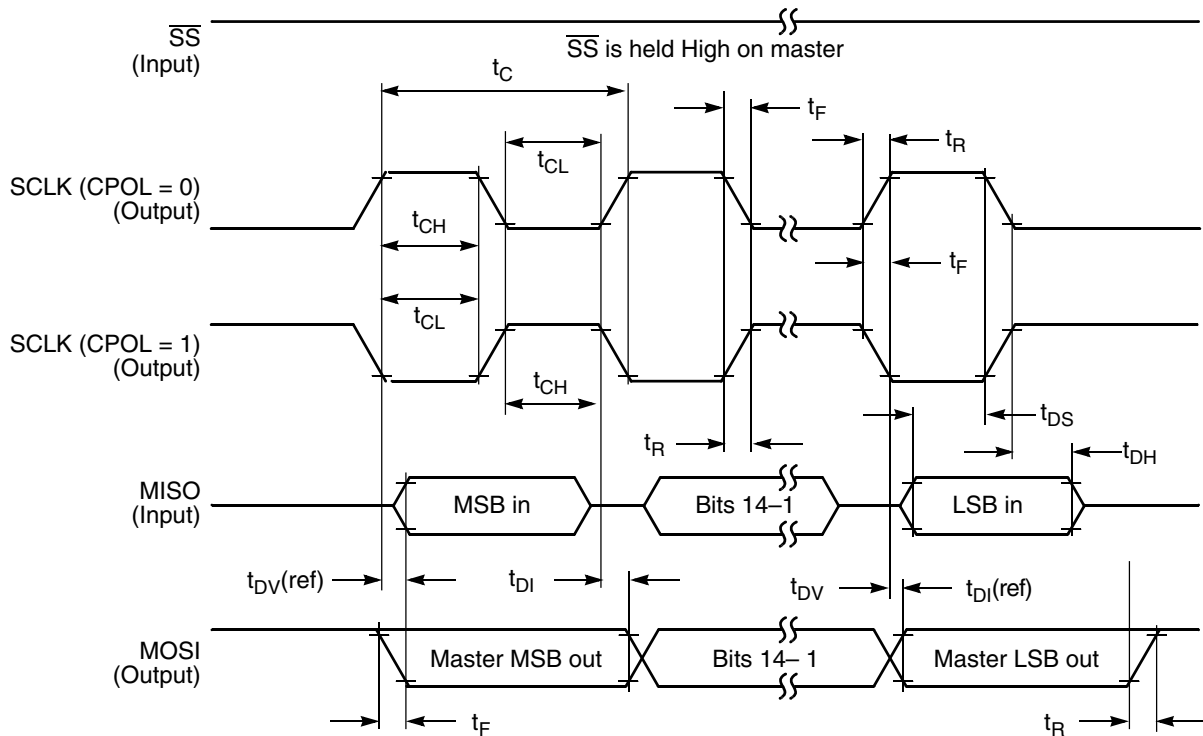 SS
(Input)
SS is held High on master
tC
tF
tCL
tR
SCLK (CPOL = 0)
(Output)
tCH
tF
tCL
SCLK (CPOL = 1)
(Output)
tCH
tDS
tR
tDH
MISO
(Input)
MSB in
Bits 14–1
LSB in
tDV(ref)
tDI
tDV
tDI(ref)
MOSI
(Output)
Master MSB out
Bits 14– 1
Master LSB out
tF
tR